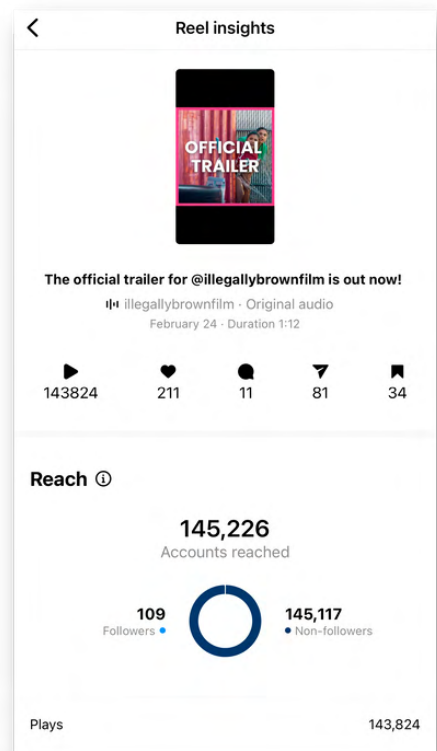 Reel insights
OFFICIAL
TRAILER
The official trailer for @illegallybrownfilm is out now!
illegallybrownfilm · Original audio
February 24 · Duration 1:12
143824 211 11 81 34
Reach
145,226
Accounts reached
109 145,117
Followers Non-followers
Plays 143,824